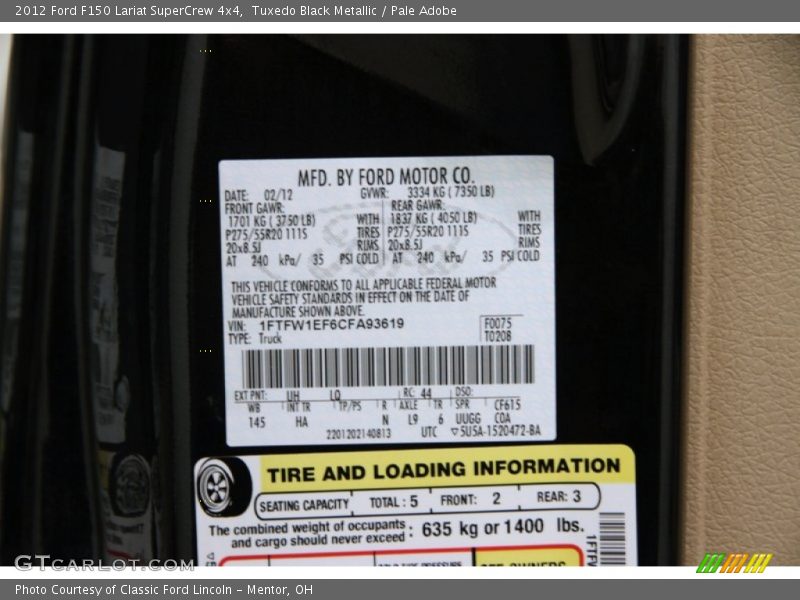 2012 Ford F150 Lariat SuperCrew 4x4,  Tuxedo Black Metallic / Pale Adobe
MFD. BY FORD MOTOR CO.
DATE: 02/12 GVWR: 3334 KG ( 7350 LB)
FRONT GAWR: REAR GAWR:
1701 KG ( 3750 LB) WITH 1837 KG ( 4050 LB) WITH
P275/55R20 111S TIRES P275/55R20 111S TIRES
20x8.5J RIMS 20x8.5J RIMS
AT 240 kPa/ 35 PSI COLD AT 240 kPa/ 35 PSI COLD
THIS VEHICLE CONFORMS TO ALL APPLICABLE FEDERAL MOTOR
VEHICLE SAFETY STANDARDS IN EFFECT ON THE DATE OF
MANUFACTURE SHOWN ABOVE.
VIN: 1FTFW1EF6CFA93619 F0075
TYPE: Truck T0208
EXT PNT: UH LQ RC: 44 DSO:
WB INT TR TP/PS R AXLE TR SPR CF615
145 HA N L9 6 UUGG COA
2201202140813 UTC ▽5U5A-1520472-BA
TIRE AND LOADING INFORMATION
SEATING CAPACITY TOTAL : 5 FRONT: 2 REAR: 3
The combined weight of occupants
and cargo should never exceed : 635 kg or 1400 lbs.
1FTFW
GTCARLOT.COM
Photo Courtesy of Classic Ford Lincoln – Mentor, OH